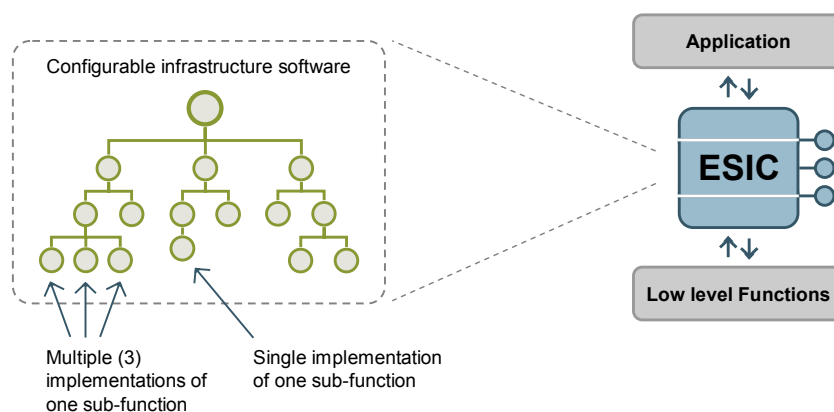 Configurable infrastructure software
Multiple (3)
implementations of
one sub-function
Single implementation
of one sub-function
Application
ESIC
Low level Functions